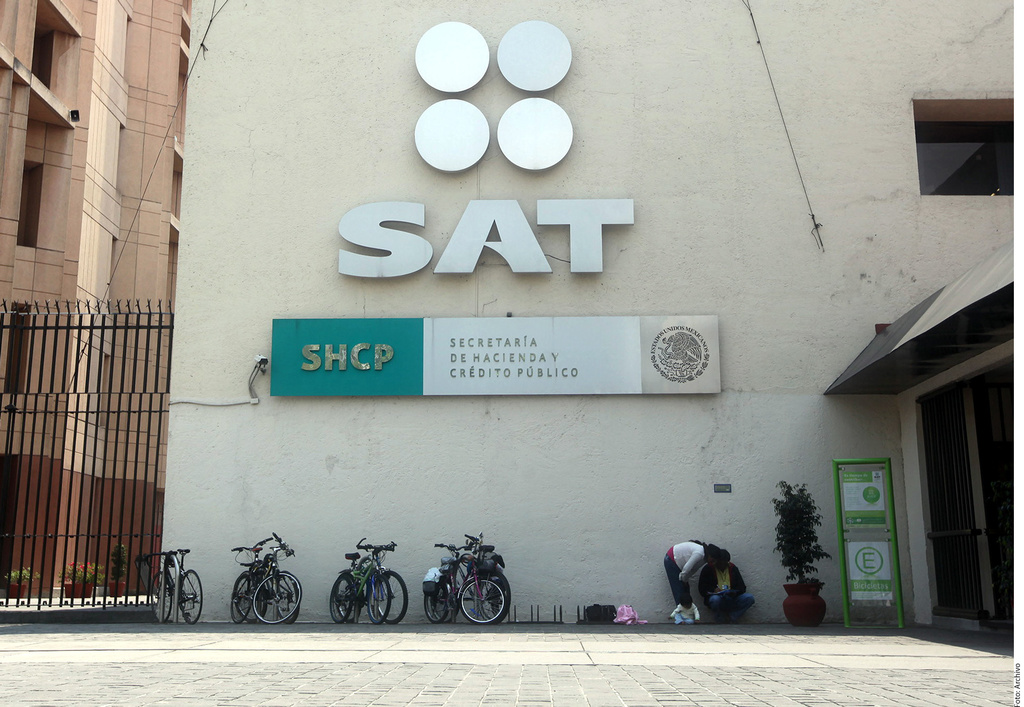 SAT
SHCP
SECRETARÍA
DE HACIENDA Y
CRÉDITO PÚBLICO
ESTADOS UNIDOS MEXICANOS
E
Foto: Archivo